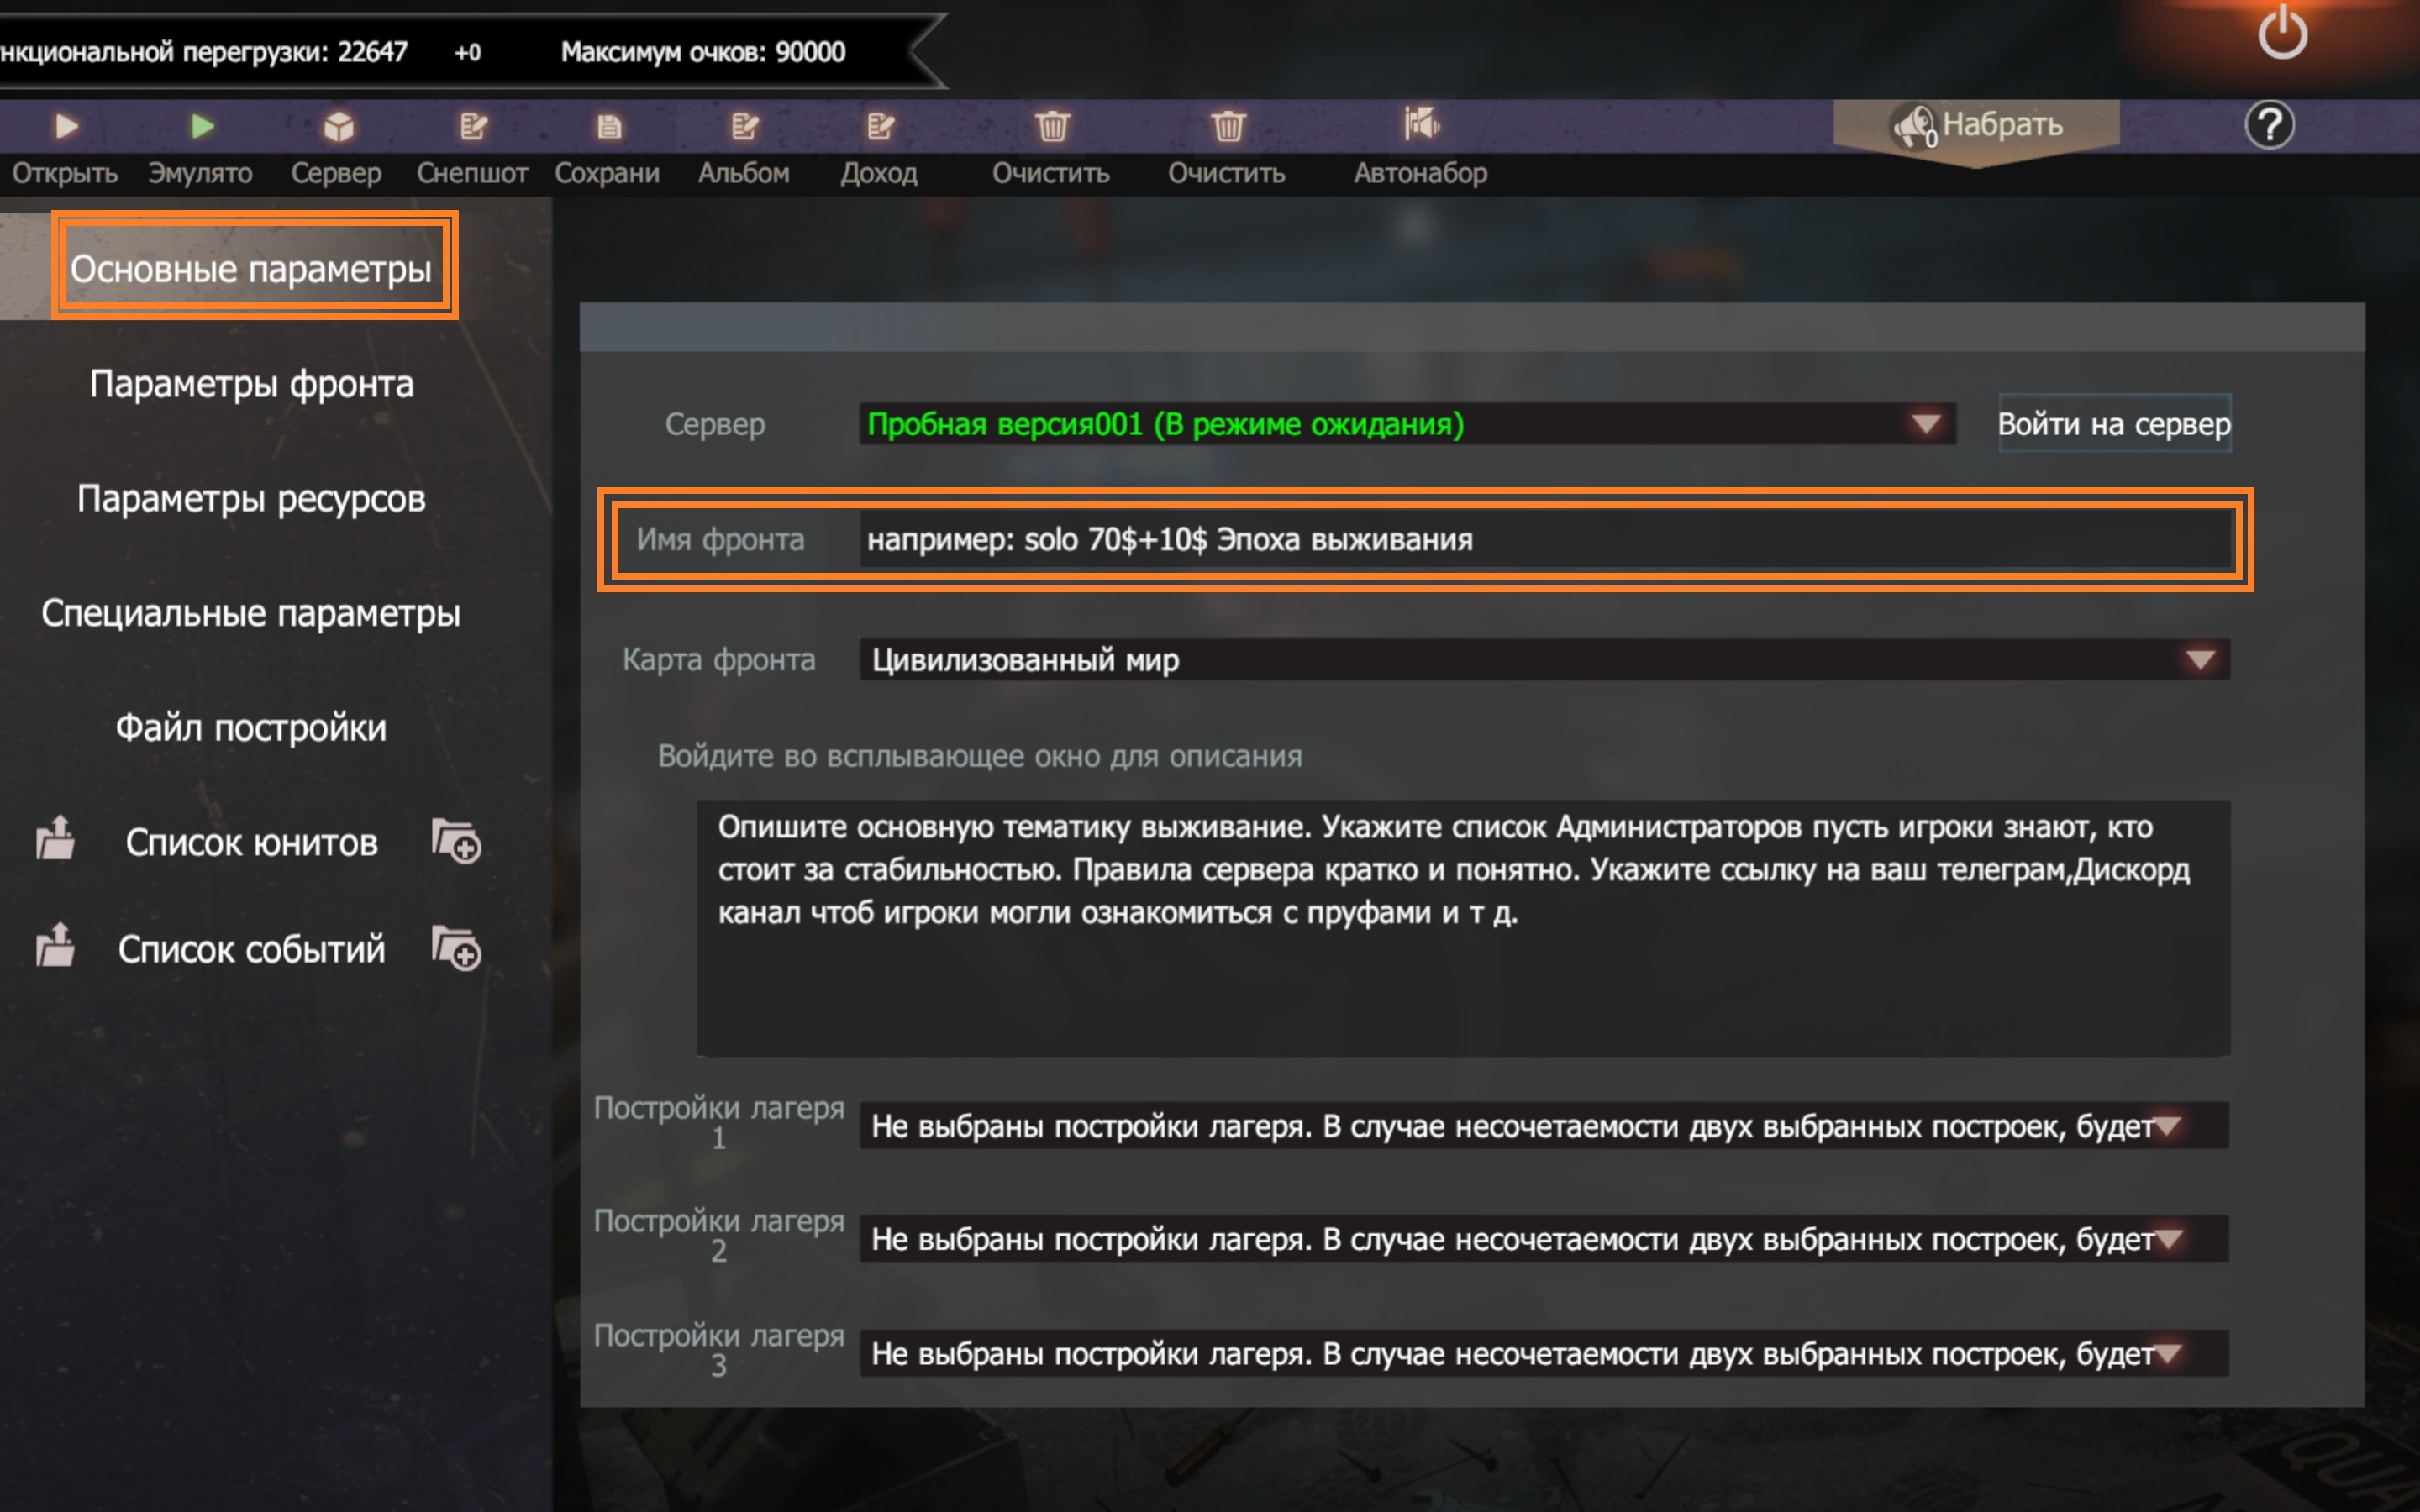 нкциональной перегрузки: 22647 +0 Максимум очков: 90000
0 Набрать ?
Открыть Эмулято Сервер Снепшот Сохрани Альбом Доход Очистить Очистить Автонабор
Основные параметры
Параметры фронта
Параметры ресурсов
Специальные параметры
Файл постройки
Список юнитов
Список событий
Сервер Пробная версия001 (В режиме ожидания) Войти на сервер
Имя фронта например: solo 70$+10$ Эпоха выживания
Карта фронта Цивилизованный мир
Войдите во всплывающее окно для описания
Опишите основную тематику выживание. Укажите список Администраторов пусть игроки знают, кто
стоит за стабильностью. Правила сервера кратко и понятно. Укажите ссылку на ваш телеграм,Дискорд
канал чтоб игроки могли ознакомиться с пруфами и т д.
Постройки лагеря
1
Не выбраны постройки лагеря. В случае несочетаемости двух выбранных построек, будет
Постройки лагеря
2
Не выбраны постройки лагеря. В случае несочетаемости двух выбранных построек, будет
Постройки лагеря
3
Не выбраны постройки лагеря. В случае несочетаемости двух выбранных построек, будет
QUA